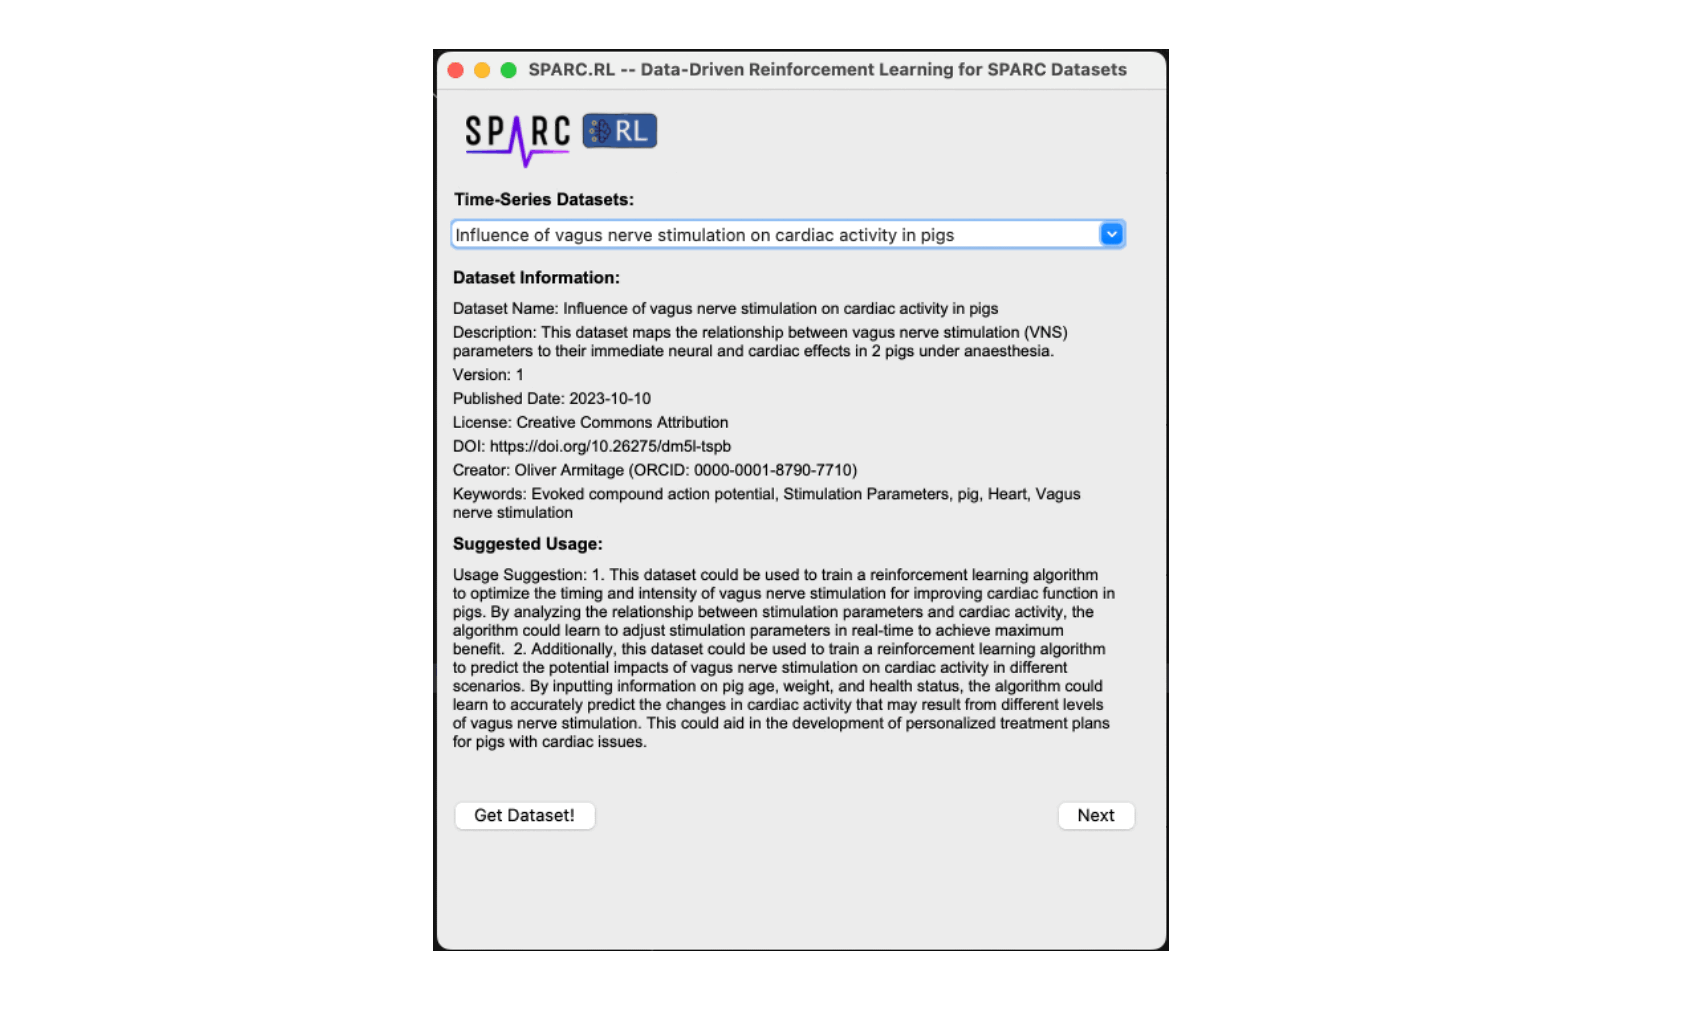 SPARC.RL -- Data-Driven Reinforcement Learning for SPARC Datasets
SPARC RL
Time-Series Datasets:
Influence of vagus nerve stimulation on cardiac activity in pigs
Dataset Information:
Dataset Name: Influence of vagus nerve stimulation on cardiac activity in pigs
Description: This dataset maps the relationship between vagus nerve stimulation (VNS)
parameters to their immediate neural and cardiac effects in 2 pigs under anaesthesia.
Version: 1
Published Date: 2023-10-10
License: Creative Commons Attribution
DOI: https://doi.org/10.26275/dm5l-tspb
Creator: Oliver Armitage (ORCID: 0000-0001-8790-7710)
Keywords: Evoked compound action potential, Stimulation Parameters, pig, Heart, Vagus
nerve stimulation
Suggested Usage:
Usage Suggestion: 1. This dataset could be used to train a reinforcement learning algorithm
to optimize the timing and intensity of vagus nerve stimulation for improving cardiac function in
pigs. By analyzing the relationship between stimulation parameters and cardiac activity, the
algorithm could learn to adjust stimulation parameters in real-time to achieve maximum
benefit.  2. Additionally, this dataset could be used to train a reinforcement learning algorithm
to predict the potential impacts of vagus nerve stimulation on cardiac activity in different
scenarios. By inputting information on pig age, weight, and health status, the algorithm could
learn to accurately predict the changes in cardiac activity that may result from different levels
of vagus nerve stimulation. This could aid in the development of personalized treatment plans
for pigs with cardiac issues.
Get Dataset!
Next